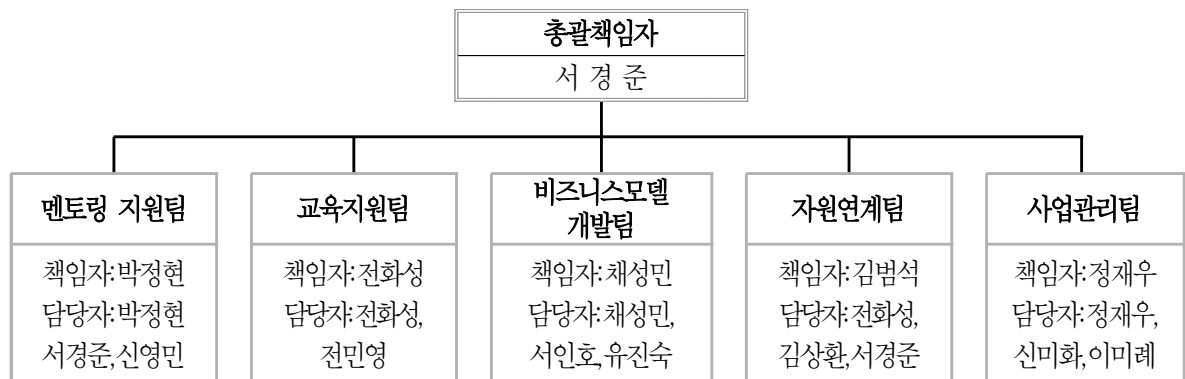 총괄책임자
서 경 준
멘토링 지원팀
책임자:박정현
담당자:박정현
서경준,신영민
교육지원팀
책임자:전화성
담당자:전화성,
전민영
비즈니스모델
개발팀
책임자:채성민
담당자:채성민,
서인호,유진숙
자원연계팀
책임자:김범석
담당자:전화성,
김상환,서경준
사업관리팀
책임자:정재우
담당자:정재우,
신미화,이미례